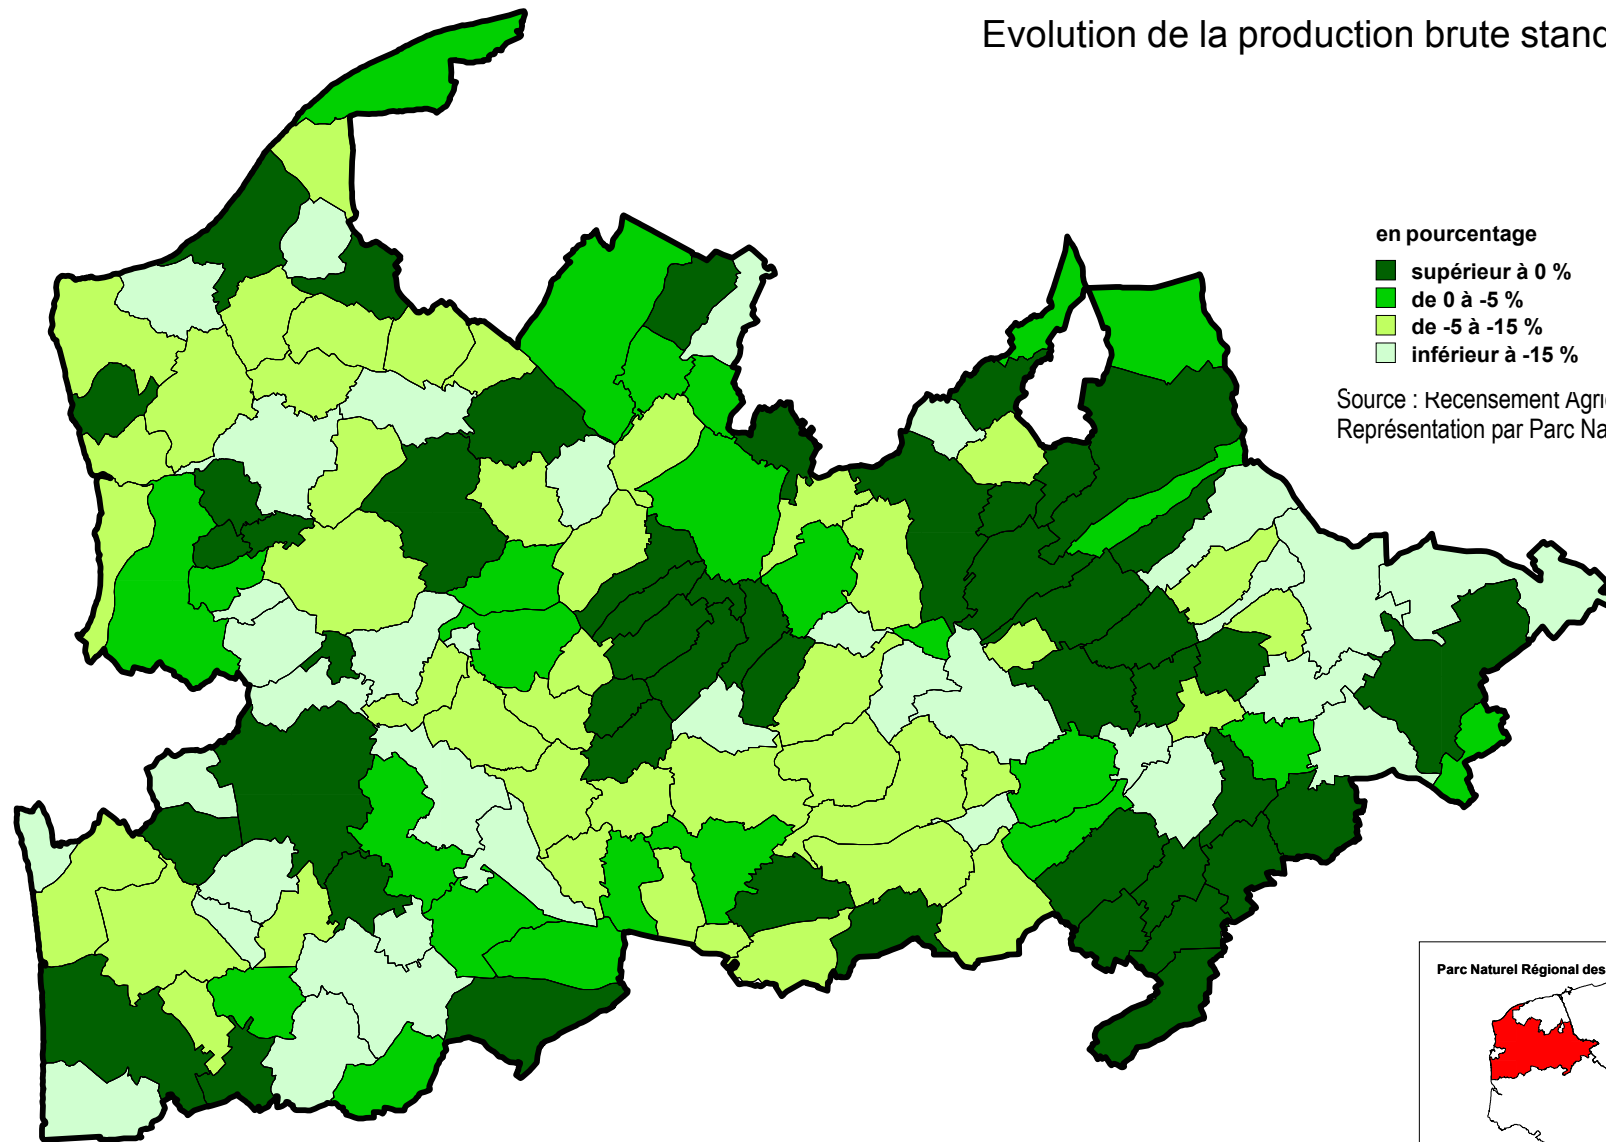 Evolution de la production brute stand
en pourcentage
supérieur à 0 %
de 0 à -5 %
de -5 à -15 %
inférieur à -15 %
Source : Recensement Agri
Représentation par Parc Na
Parc Naturel Régional des